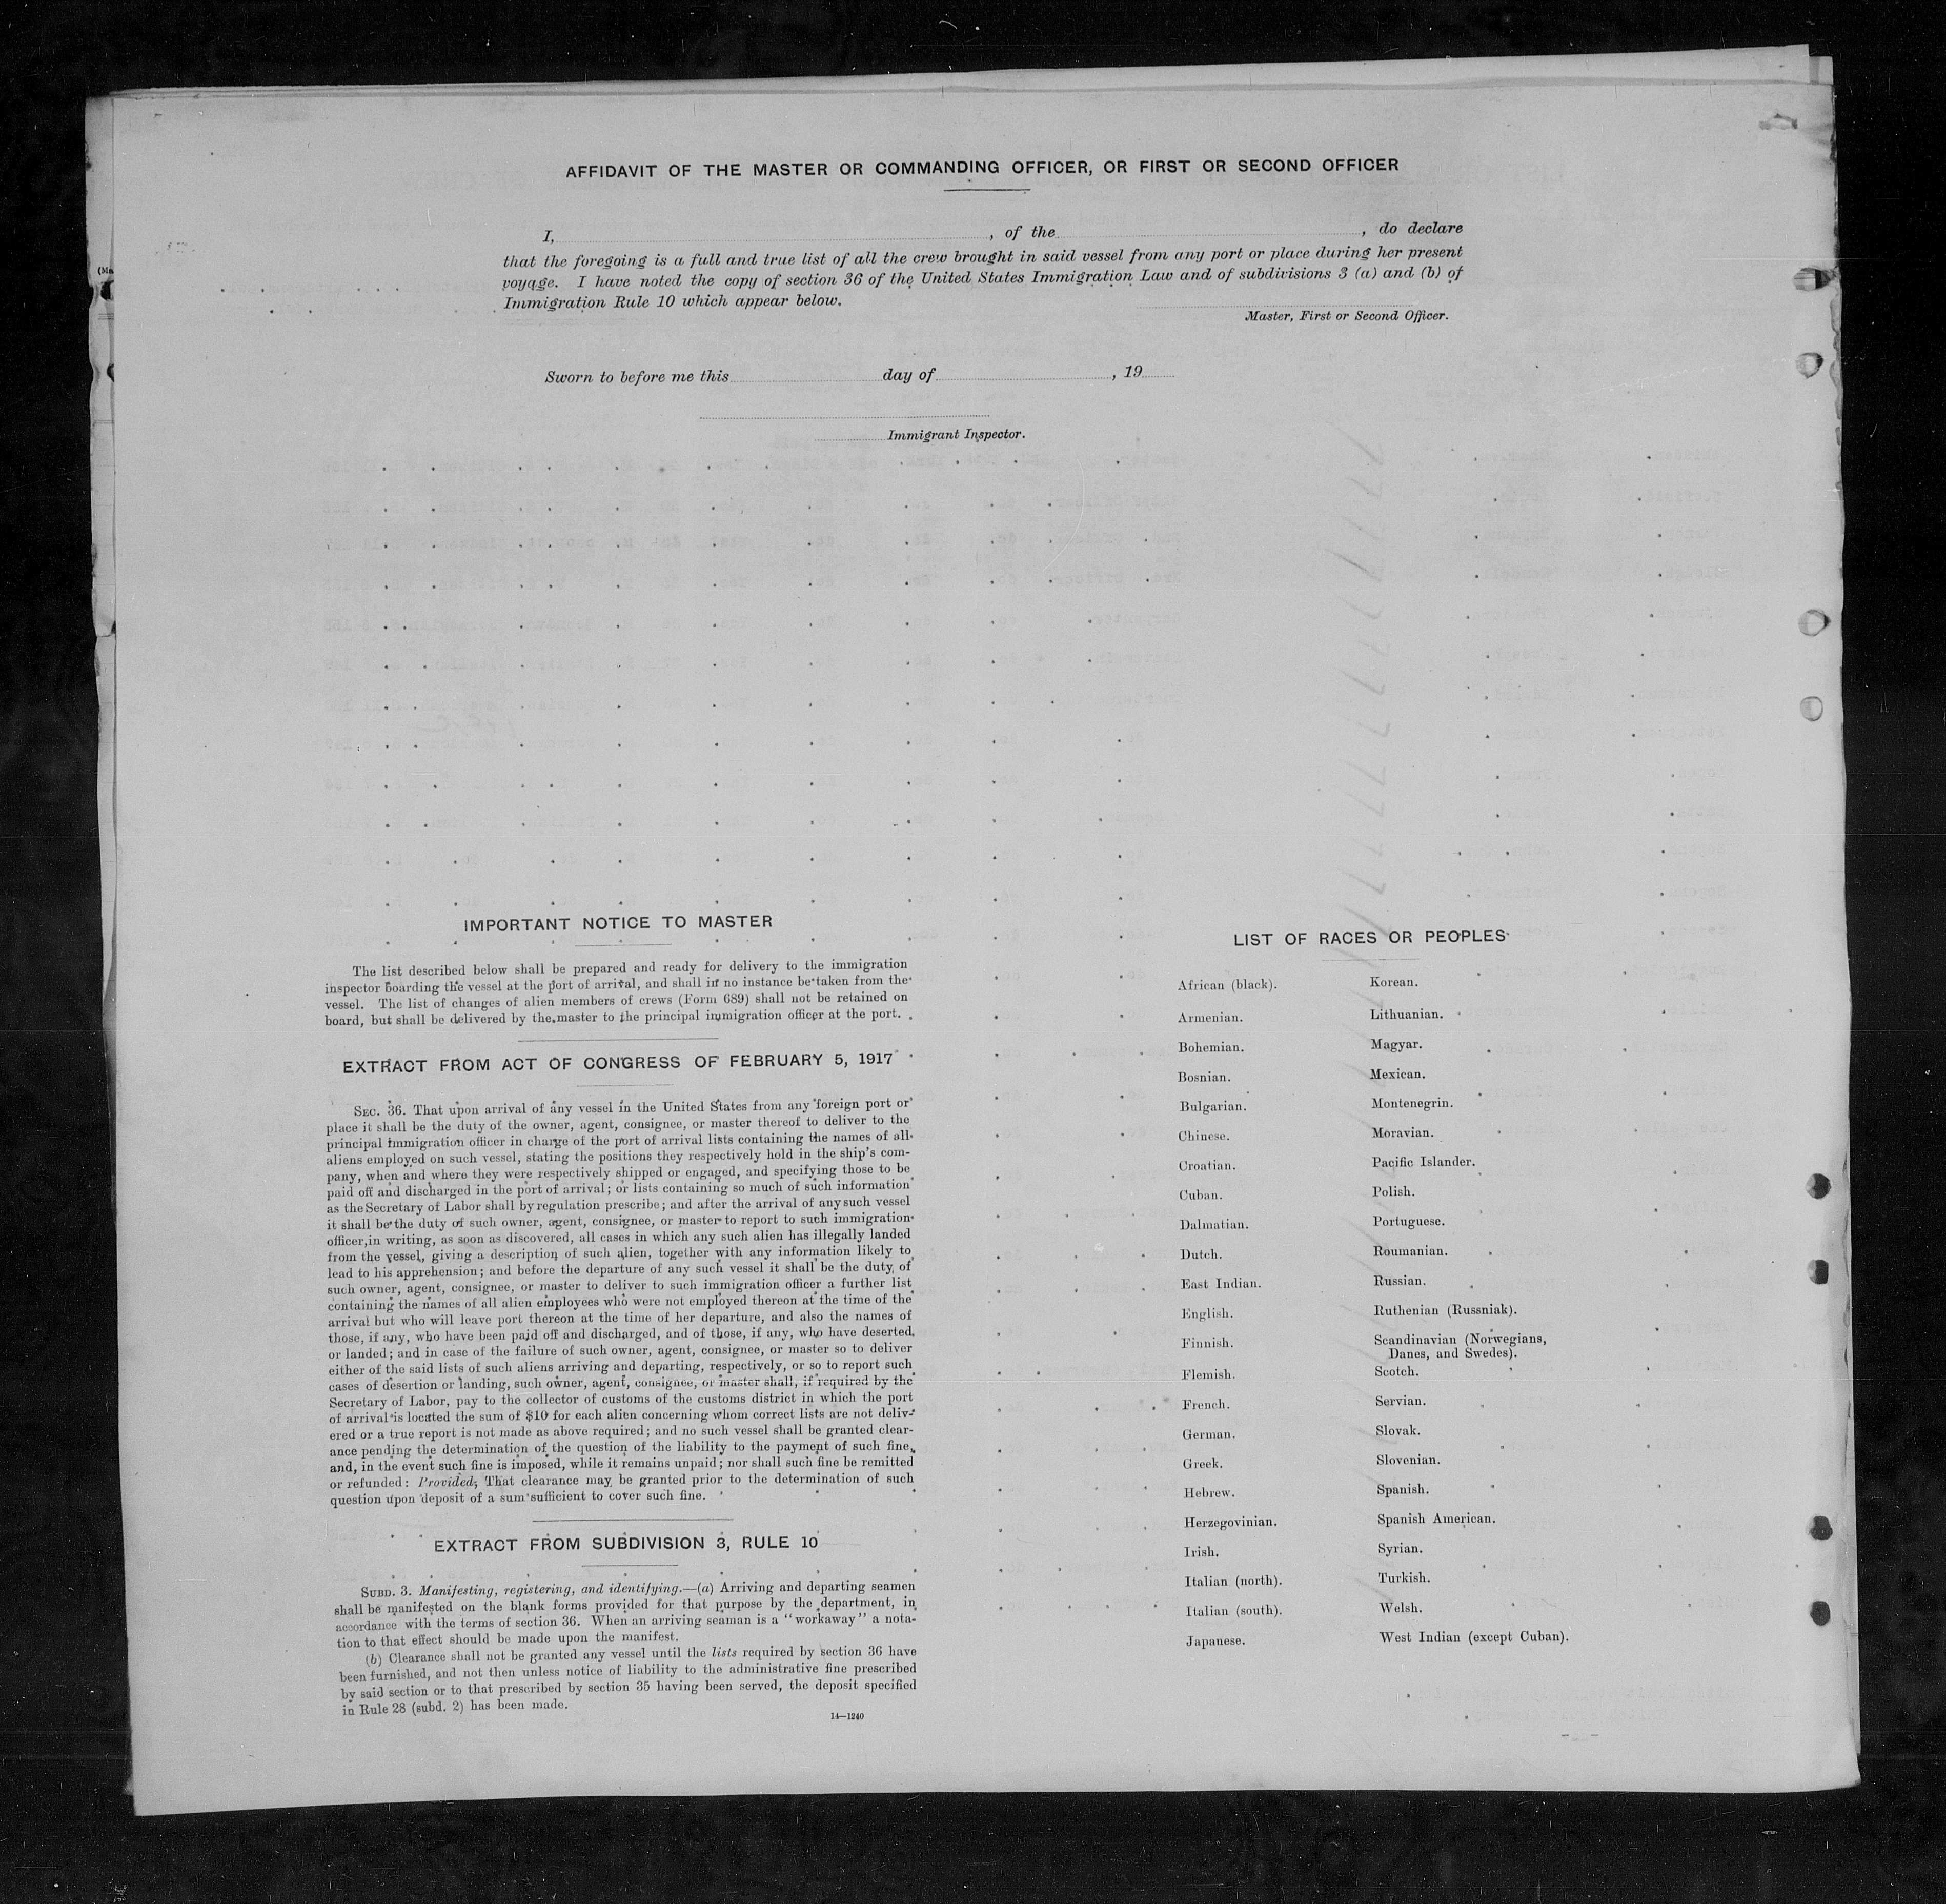 AFFIDAVIT OF THE MASTER OR COMMANDING OFFICER, OR FIRST OR SECOND OFFICER
I, , of the , do declare
that the foregoing is a full and true list of all the crew brought in said vessel from any port or place during her present
voyage. I have noted the copy of section 36 of the United States Immigration Law and of subdivisions 3 (a) and (b) of
Immigration Rule 10 which appear below.
Master, First or Second Officer.
Sworn to before me this day of , 19
Immigrant Inspector.
IMPORTANT NOTICE TO MASTER
The list described below shall be prepared and ready for delivery to the immigration
inspector boarding the vessel at the port of arrival, and shall in no instance be taken from the
vessel. The list of changes of alien members of crews (Form 689) shall not be retained on
board, but shall be delivered by the master to the principal immigration officer at the port.
EXTRACT FROM ACT OF CONGRESS OF FEBRUARY 5, 1917
SEC. 36. That upon arrival of any vessel in the United States from any foreign port or
place it shall be the duty of the owner, agent, consignee, or master thereof to deliver to the
principal immigration officer in charge of the port of arrival lists containing the names of all
aliens employed on such vessel, stating the positions they respectively hold in the ship's com-
pany, when and where they were respectively shipped or engaged, and specifying those to be
paid off and discharged in the port of arrival; or lists containing so much of such information
as the Secretary of Labor shall by regulation prescribe; and after the arrival of any such vessel
it shall be the duty of such owner, agent, consignee, or master to report to such immigration
officer, in writing, as soon as discovered, all cases in which any such alien has illegally landed
from the vessel, giving a description of such alien, together with any information likely to
lead to his apprehension; and before the departure of any such vessel it shall be the duty of
such owner, agent, consignee, or master to deliver to such immigration officer a further list
containing the names of all alien employees who were not employed thereon at the time of the
arrival but who will leave port thereon at the time of her departure, and also the names of
those, if any, who have been paid off and discharged, and of those, if any, who have deserted
or landed; and in case of the failure of such owner, agent, consignee, or master so to deliver
either of the said lists of such aliens arriving and departing, respectively, or so to report such
cases of desertion or landing, such owner, agent, consignee, or master shall, if required by the
Secretary of Labor, pay to the collector of customs of the customs district in which the port
of arrival is located the sum of $10 for each alien concerning whom correct lists are not deliv-
ered or a true report is not made as above required; and no such vessel shall be granted clear-
ance pending the determination of the question of the liability to the payment of such fine,
and, in the event such fine is imposed, while it remains unpaid; nor shall such fine be remitted
or refunded: Provided, That clearance may be granted prior to the determination of such
question upon deposit of a sum sufficient to cover such fine.
EXTRACT FROM SUBDIVISION 3, RULE 10
SUBD. 3. Manifesting, registering, and identifying.—(a) Arriving and departing seamen
shall be manifested on the blank forms provided for that purpose by the department, in
accordance with the terms of section 36. When an arriving seaman is a "workaway" a nota-
tion to that effect should be made upon the manifest.
(b) Clearance shall not be granted any vessel until the lists required by section 36 have
been furnished, and not then unless notice of liability to the administrative fine prescribed
by said section or to that prescribed by section 35 having been served, the deposit specified
in Rule 28 (subd. 2) has been made.
14—1240
LIST OF RACES OR PEOPLES
African (black).
Armenian.
Bohemian.
Bosnian.
Bulgarian.
Chinese.
Croatian.
Cuban.
Dalmatian.
Dutch.
East Indian.
English.
Finnish.
Flemish.
French.
German.
Greek.
Hebrew.
Herzegovinian.
Irish.
Italian (north).
Italian (south).
Japanese.
Korean.
Lithuanian.
Magyar.
Mexican.
Montenegrin.
Moravian.
Pacific Islander.
Polish.
Portuguese.
Roumanian.
Russian.
Ruthenian (Russniak).
Scandinavian (Norwegians,
Danes, and Swedes).
Scotch.
Servian.
Slovak.
Slovenian.
Spanish.
Spanish American.
Syrian.
Turkish.
Welsh.
West Indian (except Cuban).